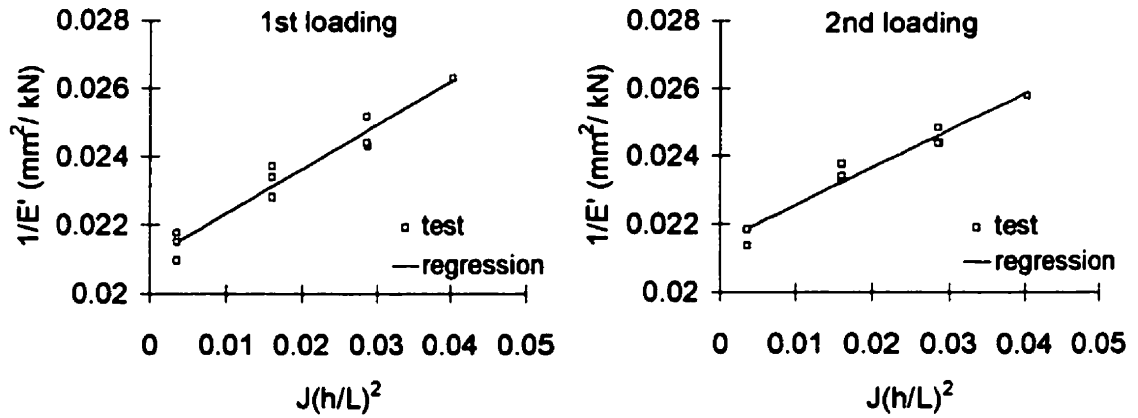 1st loading
0.028
0.026
0.024
0.022
0.02
1/E' (mm²/ kN)
test
regression
0 0.01 0.02 0.03 0.04 0.05
J(h/L)²
2nd loading
0.028
0.026
0.024
0.022
0.02
1/E' (mm²/ kN)
test
regression
0 0.01 0.02 0.03 0.04 0.05
J(h/L)²